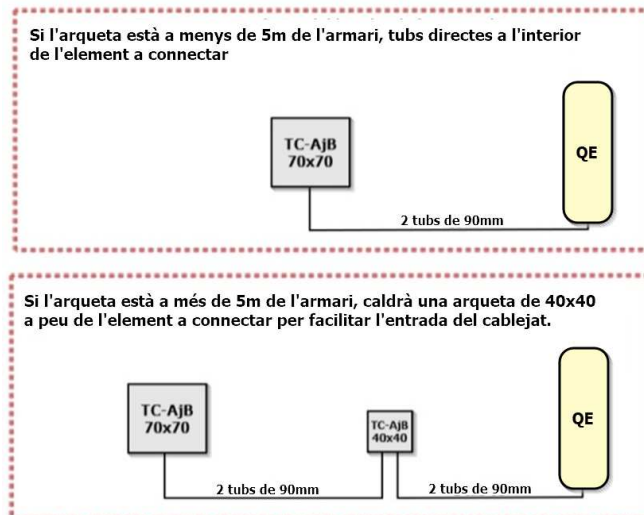 Si l'arqueta està a menys de 5m de l'armari, tubs directes a l'interior
de l'element a connectar
TC-AjB
70x70
QE
2 tubs de 90mm
Si l'arqueta està a més de 5m de l'armari, caldrà una arqueta de 40x40
a peu de l'element a connectar per facilitar l'entrada del cablejat.
TC-AjB
70x70
TC-AjB
40x40
QE
2 tubs de 90mm
2 tubs de 90mm